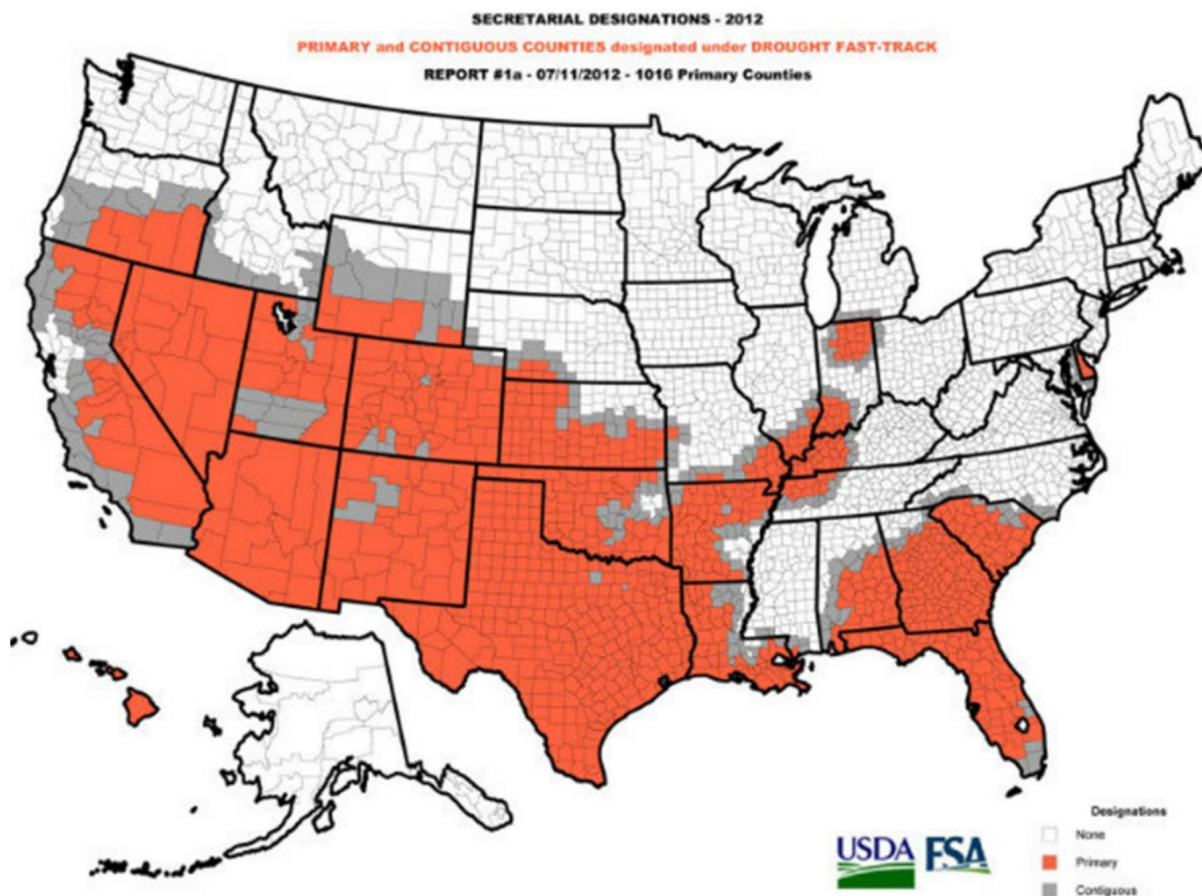 SECRETARIAL DESIGNATIONS - 2012
PRIMARY and CONTIGUOUS COUNTIES designated under DROUGHT FAST-TRACK
REPORT #1a - 07/11/2012 - 1016 Primary Counties
USDA FSA
Designations
None
Primary
Contiguous